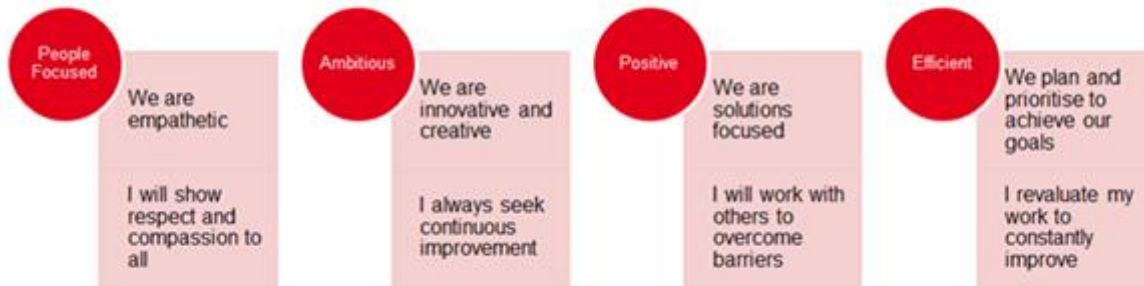 People
Focused
We are
empathetic
I will show
respect and
compassion to
all
Ambitious
We are
innovative and
creative
I always seek
continuous
improvement
Positive
We are
solutions
focused
I will work with
others to
overcome
barriers
Efficient
We plan and
prioritise to
achieve our
goals
I revaluate my
work to
constantly
improve